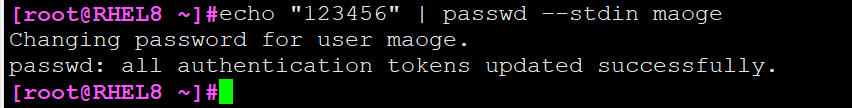 [root@RHEL8 ~]#echo "123456" | passwd --stdin maoge
Changing password for user maoge.
passwd: all authentication tokens updated successfully.
[root@RHEL8 ~]#